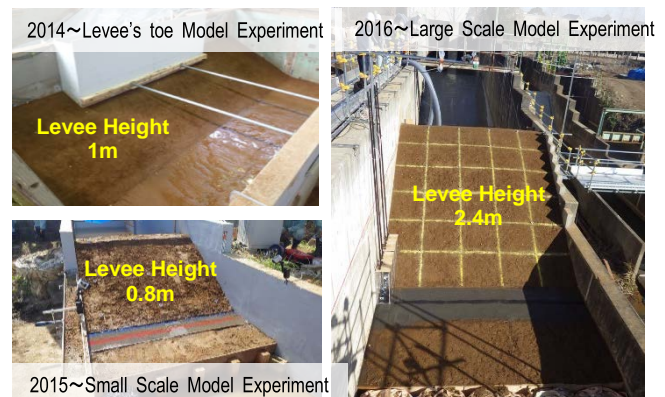 2014～Levee's toe Model Experiment
Levee Height
1m
2015～Small Scale Model Experiment
Levee Height
0.8m
2016～Large Scale Model Experiment
Levee Height
2.4m